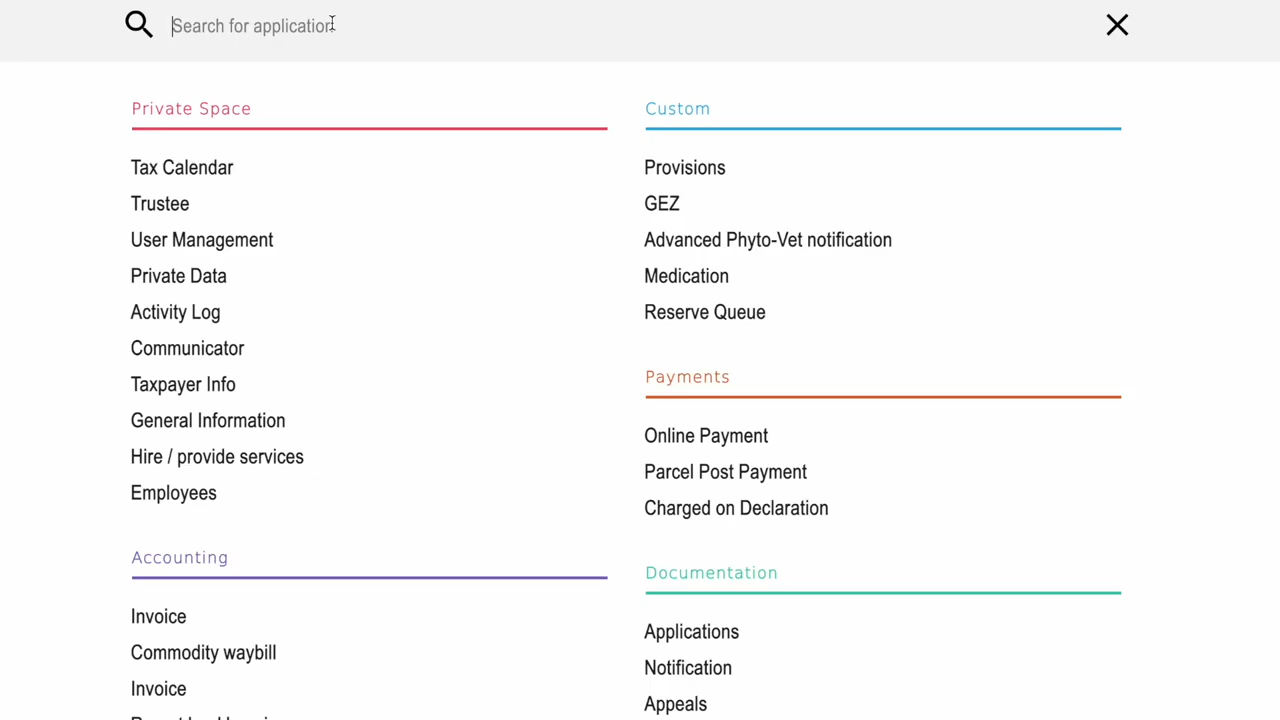 Search for application
Private Space
Tax Calendar
Trustee
User Management
Private Data
Activity Log
Communicator
Taxpayer Info
General Information
Hire / provide services
Employees
Accounting
Invoice
Commodity waybill
Invoice
Custom
Provisions
GEZ
Advanced Phyto-Vet notification
Medication
Reserve Queue
Payments
Online Payment
Parcel Post Payment
Charged on Declaration
Documentation
Applications
Notification
Appeals